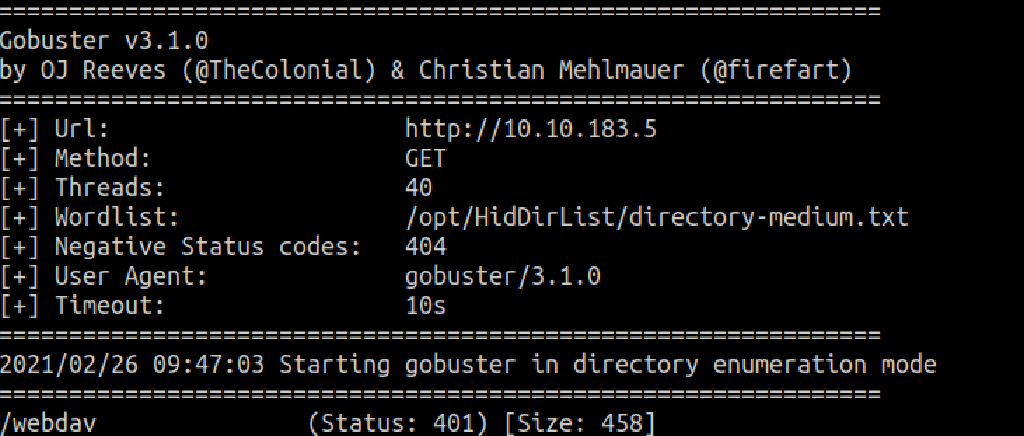 ===============================================================
Gobuster v3.1.0
by OJ Reeves (@TheColonial) & Christian Mehlmauer (@firefart)
===============================================================
[+] Url:                     http://10.10.183.5
[+] Method:                  GET
[+] Threads:                 40
[+] Wordlist:                /opt/HidDirList/directory-medium.txt
[+] Negative Status codes:   404
[+] User Agent:              gobuster/3.1.0
[+] Timeout:                 10s
===============================================================
2021/02/26 09:47:03 Starting gobuster in directory enumeration mode
===============================================================
/webdav               (Status: 401) [Size: 458]